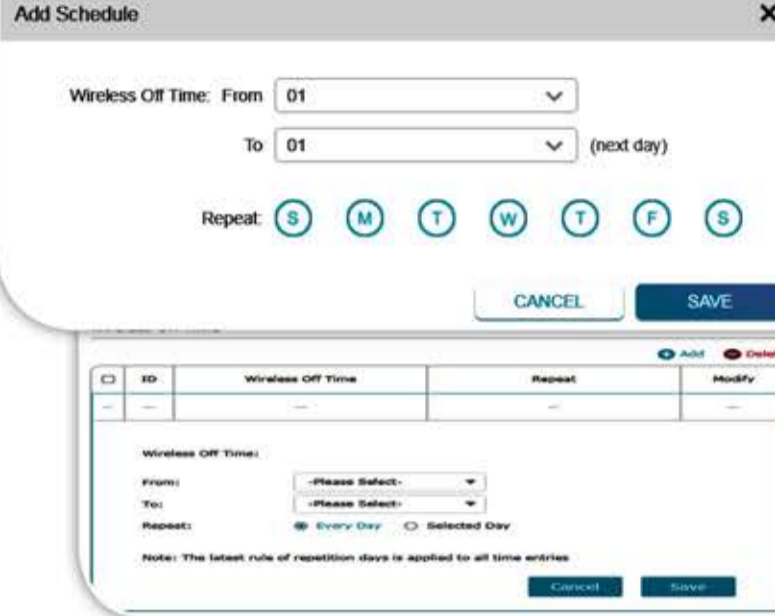 Add Schedule
Wireless Off Time: From 01
To 01 (next day)
Repeat: S M T W T F S
CANCEL SAVE
Add Delet
ID Wireless Off Time Repeat Modify
--- --- --- --- ---
Wireless Off Time:
From: -Please Select-
To: -Please Select-
Repeat: Every Day Selected Day
Note: The latest rule of repetition days is applied to all time entries
Cancel Save